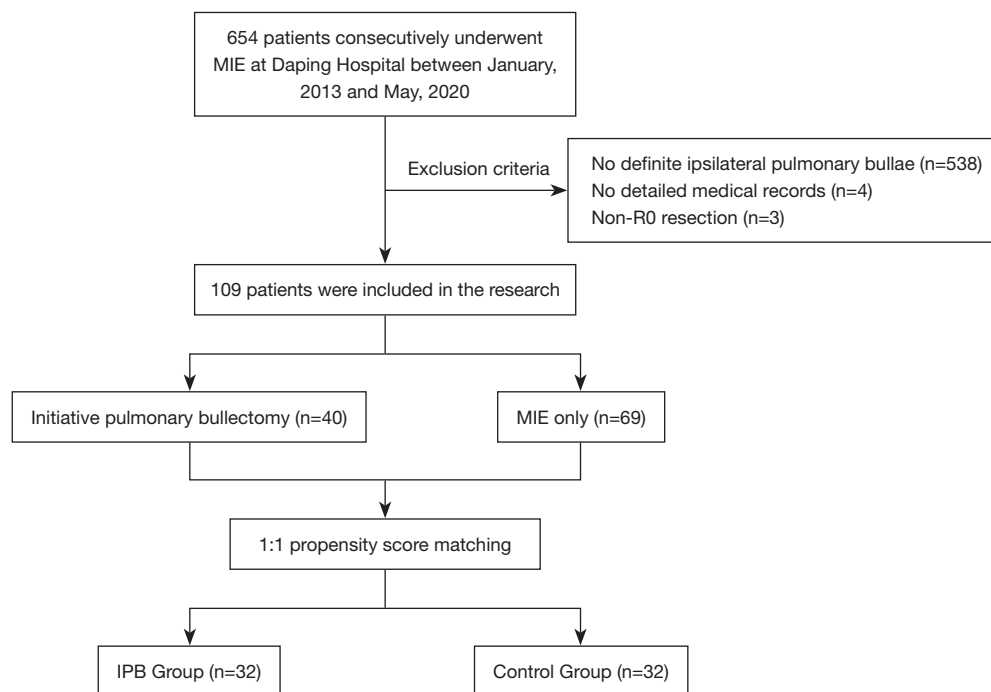 654 patients consecutively underwent
MIE at Daping Hospital between January,
2013 and May, 2020
Exclusion criteria
No definite ipsilateral pulmonary bullae (n=538)
No detailed medical records (n=4)
Non-R0 resection (n=3)
109 patients were included in the research
Initiative pulmonary bullectomy (n=40)
MIE only (n=69)
1:1 propensity score matching
IPB Group (n=32)
Control Group (n=32)